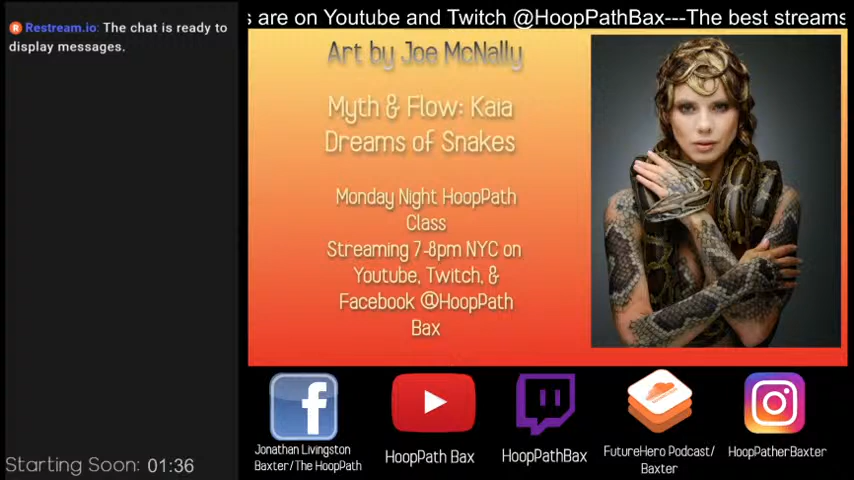 Restream.io: The chat is ready to
display messages.
s are on Youtube and Twitch @HoopPathBax---The best streams
Art by Joe McNally
Myth & Flow: Kaia
Dreams of Snakes
Monday Night HoopPath
Class
Streaming 7-8pm NYC on
Youtube, Twitch, &
Facebook @HoopPath
Bax
Jonathan Livingston
Baxter/The HoopPath
HoopPath Bax
HoopPathBax
FutureHero Podcast/
Baxter
HoopPatherBaxter
Starting Soon: 01:36